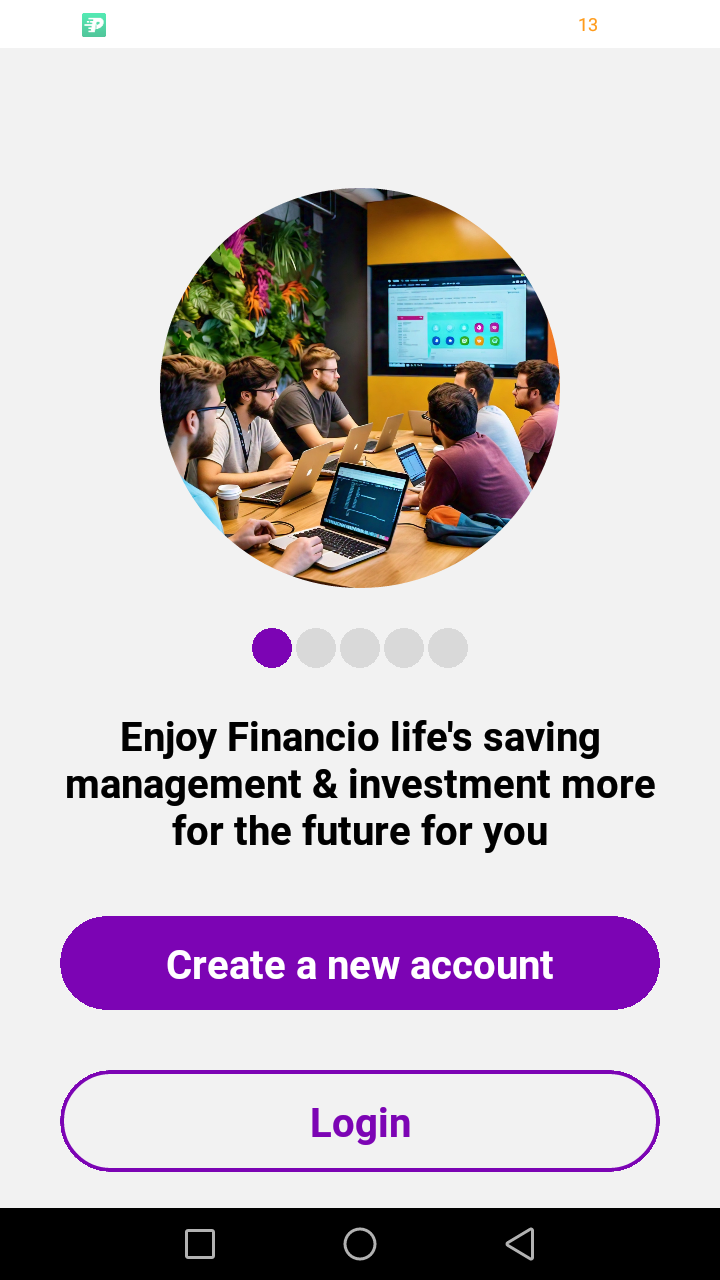 13
Enjoy Financio life's saving
management & investment more
for the future for you
Create a new account
Login